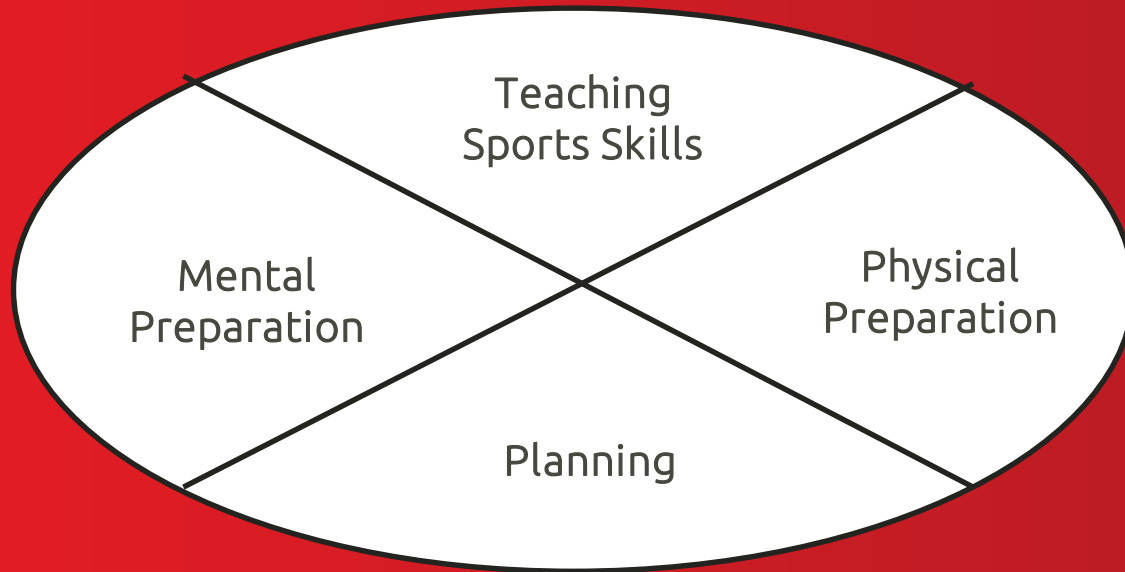 Teaching
Sports Skills
Mental
Preparation
Physical
Preparation
Planning